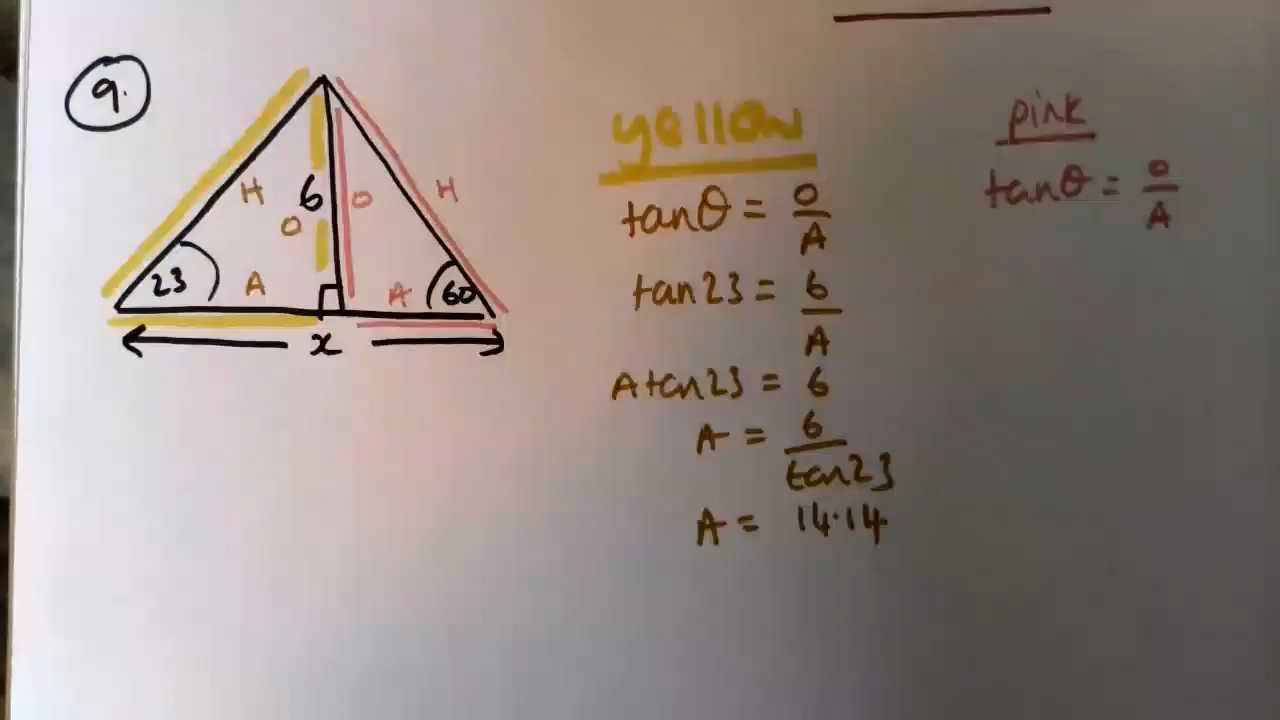 9.
H
6
O
O
H
23
A
A
60
x
yellow
tanθ = O/A
tan23 = 6/A
Atan23 = 6
A = 6/tan23
A = 14.14
pink
tanθ = O/A